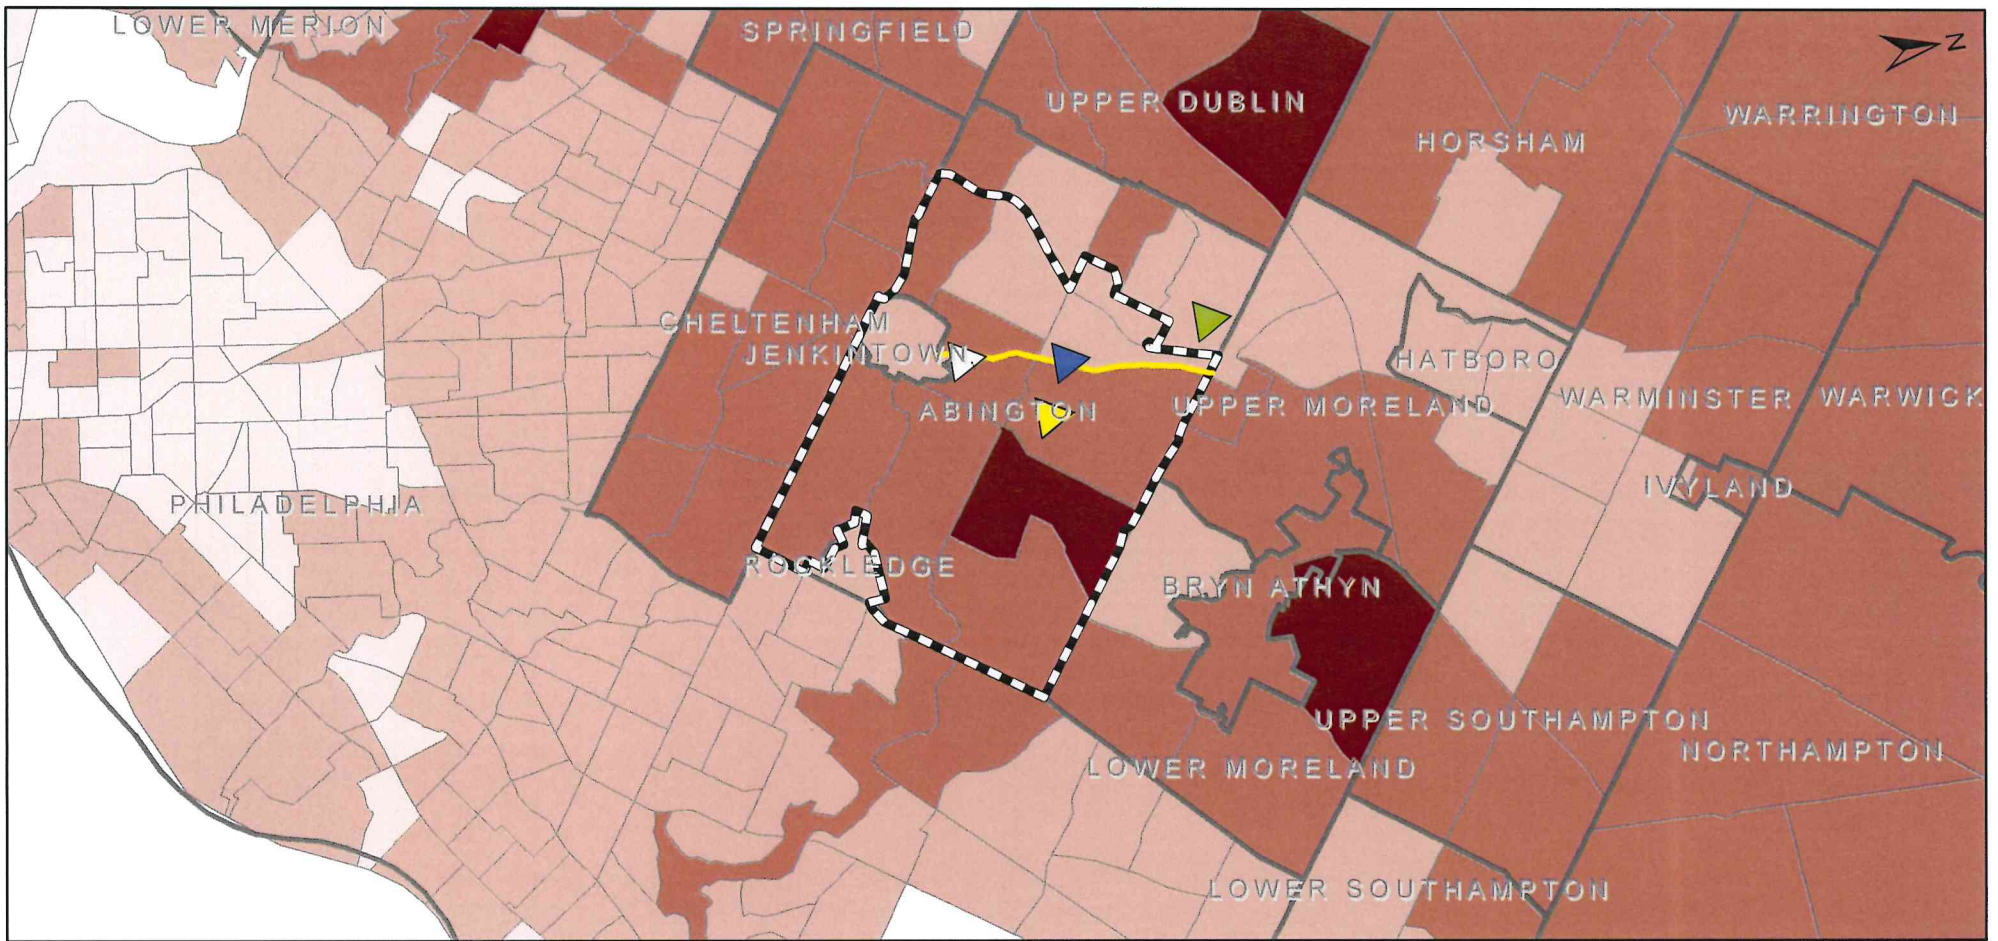 LOWER MERION
SPRINGFIELD
Z
UPPER DUBLIN
WARRINGTON
HORSHAM
CHELTENHAM
JENKINTOWN
HATBORO
ABINGTON
UPPER MORELAND
WARMINSTER
WARWICK
IVYLAND
PHILADELPHIA
ROCKLEDGE
BRYN ATHYN
UPPER SOUTHAMPTON
NORTHAMPTON
LOWER MORELAND
LOWER SOUTHAMPTON